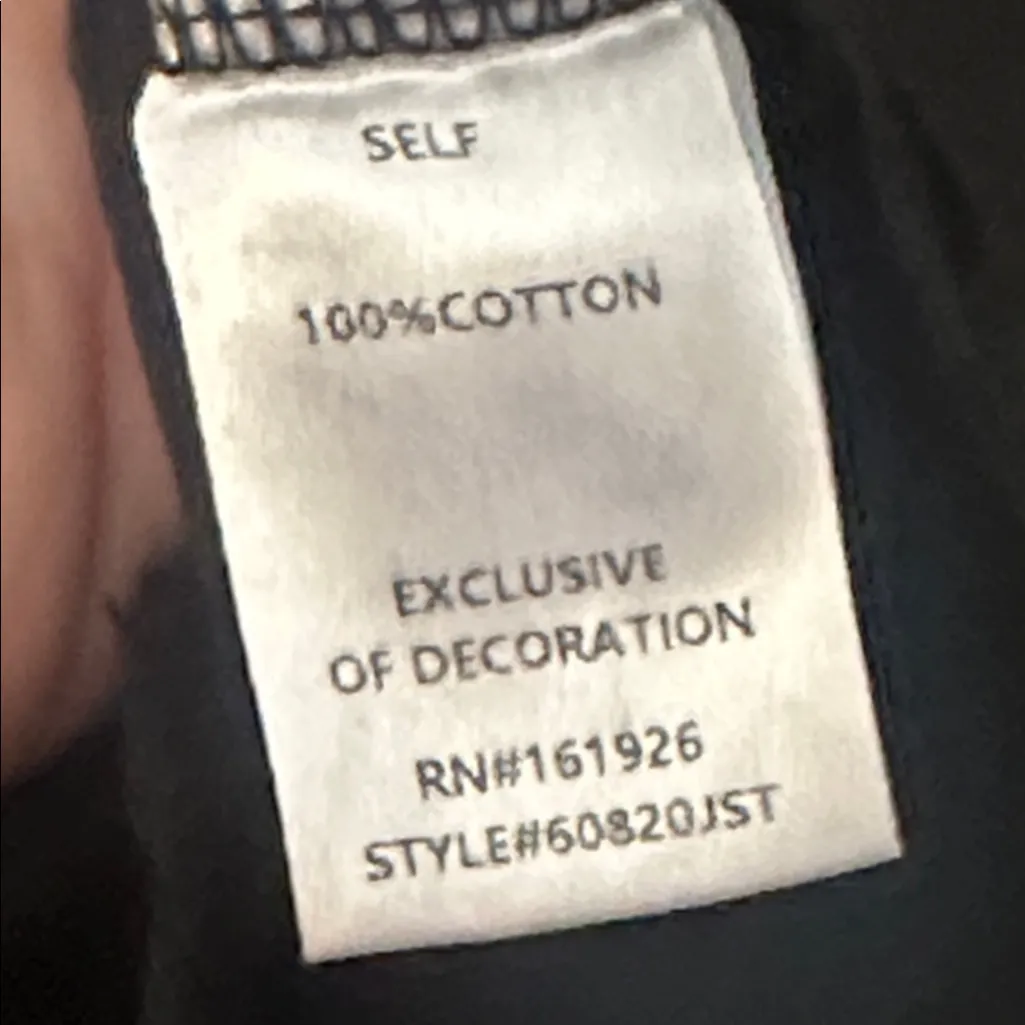 SELF
100%COTTON
EXCLUSIVE
OF DECORATION
RN#161926
STYLE#60820JST